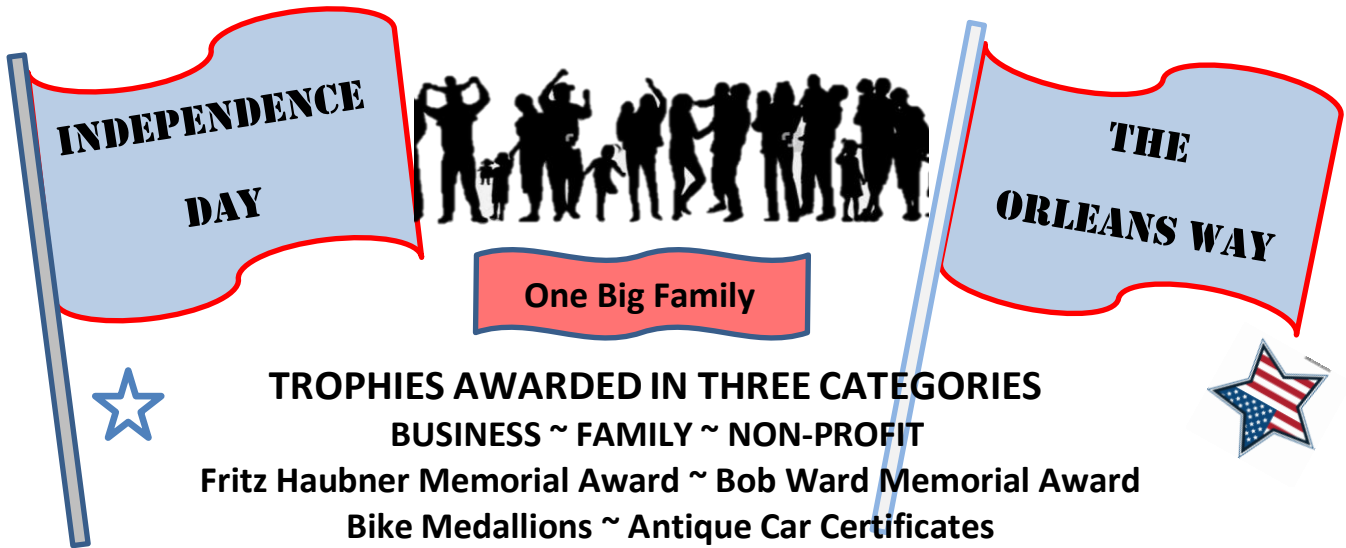 INDEPENDENCE
DAY
THE
ORLEANS WAY
One Big Family
TROPHIES AWARDED IN THREE CATEGORIES
BUSINESS ~ FAMILY ~ NON-PROFIT
Fritz Haubner Memorial Award ~ Bob Ward Memorial Award
Bike Medallions ~ Antique Car Certificates